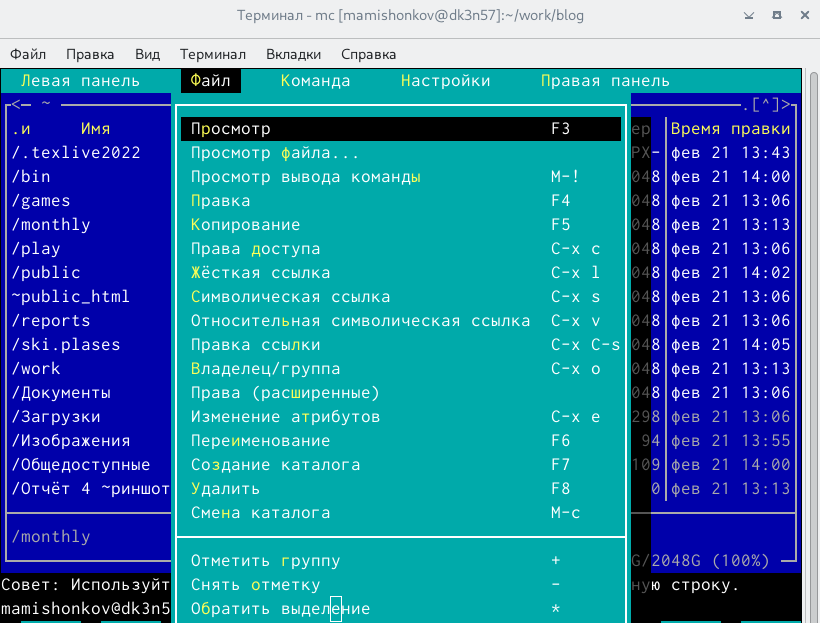 Терминал - mc [mamishonkov@dk3n57]:~/work/blog
Файл Правка Вид Терминал Вкладки Справка
Левая панель Файл Команда Настройки Правая панель
<— ~ .[^]>
.и Имя Просмотр F3 ер Время правки
/.texlive2022 Просмотр файла... РХ- фев 21 13:43
/bin Просмотр вывода команды M-! 048 фев 21 14:00
/games Правка F4 048 фев 21 13:06
/monthly Копирование F5 048 фев 21 13:13
/play Права доступа C-x c 048 фев 21 13:06
/public Жёсткая ссылка C-x l 048 фев 21 14:02
~public_html Символическая ссылка C-x s 048 фев 21 13:06
/reports Относительная символическая ссылка C-x v 048 фев 21 13:06
/ski.plases Правка ссылки C-x C-s 048 фев 21 14:05
/work Владелец/группа C-x o 048 фев 21 13:13
/Документы Права (расширенные) 048 фев 21 13:06
/Загрузки Изменение атрибутов C-x e 298 фев 21 13:06
/Изображения Переименование F6 94 фев 21 13:55
/Общедоступные Создание каталога F7 109 фев 21 14:00
/Отчёт 4 ~риншот Удалить F8 0 фев 21 13:13
Смена каталога M-c
/monthly
Отметить группу + G/2048G (100%)
Совет: Используйт Снять отметку - ную строку.
mamishonkov@dk3n5 Обратить выделение *